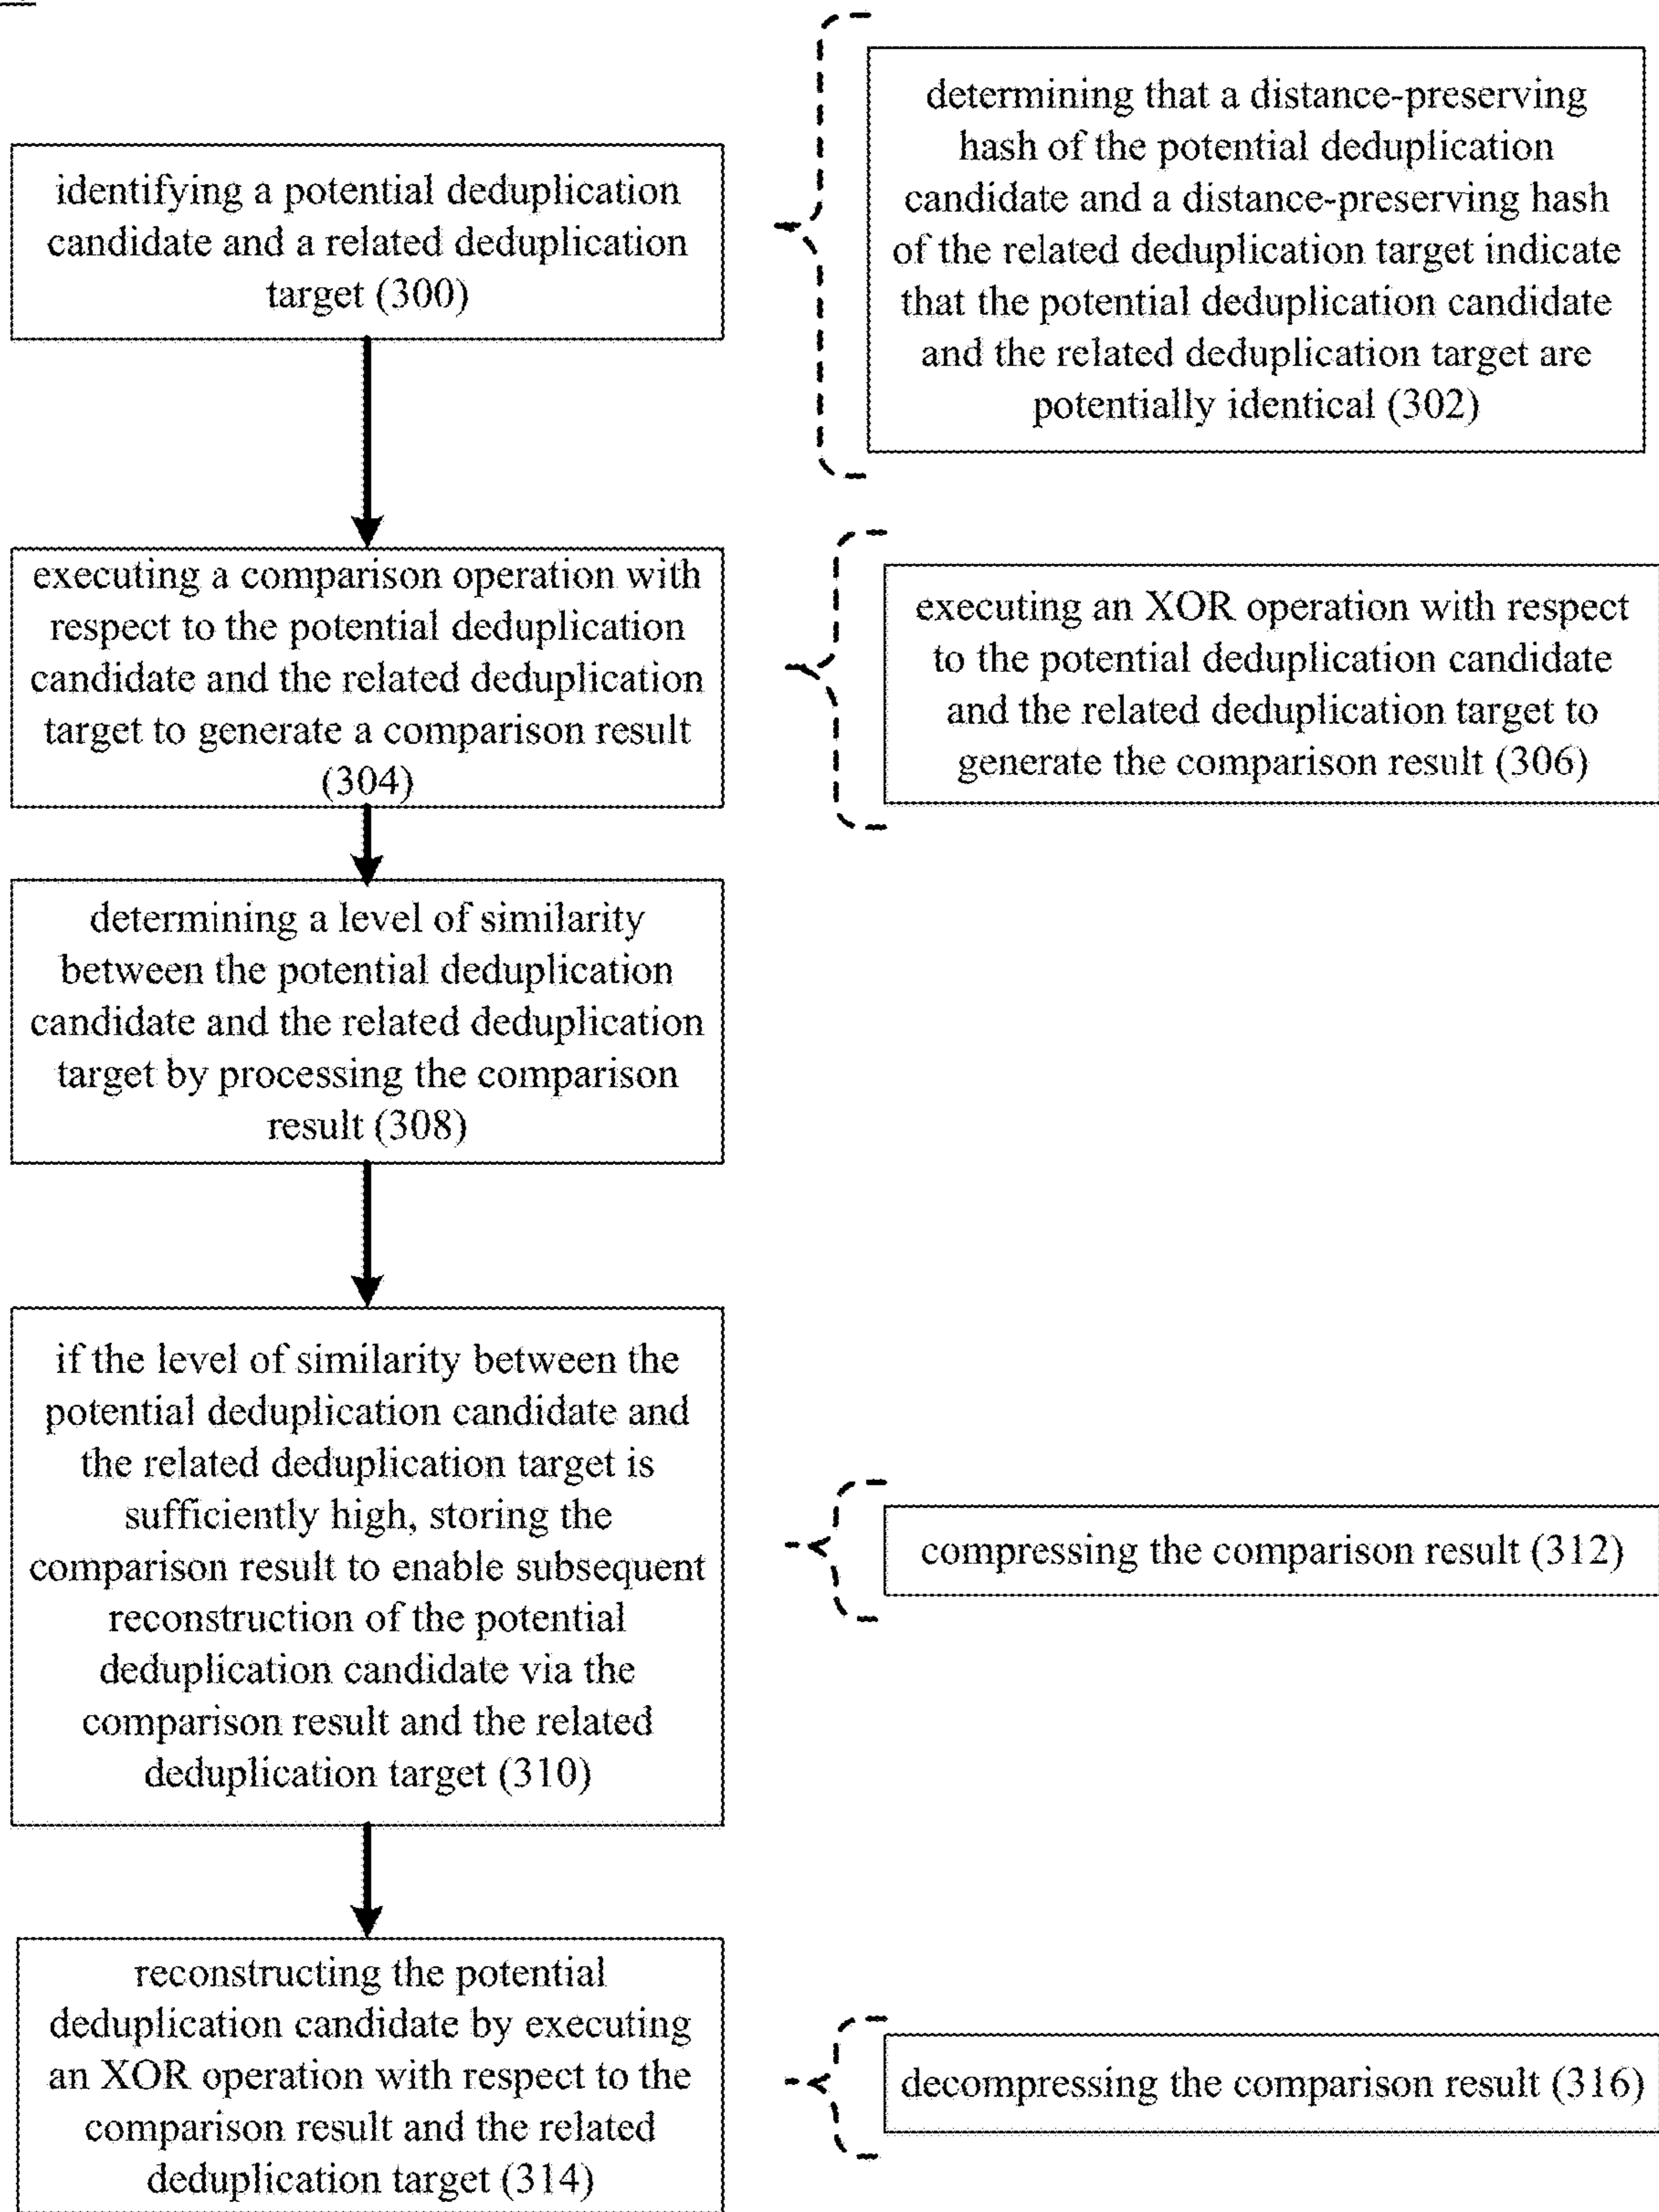 identifying a potential deduplication
candidate and a related deduplication
target (300)
determining that a distance-preserving
hash of the potential deduplication
candidate and a distance-preserving hash
of the related deduplication target indicate
that the potential deduplication candidate
and the related deduplication target are
potentially identical (302)
executing a comparison operation with
respect to the potential deduplication
candidate and the related deduplication
target to generate a comparison result
(304)
executing an XOR operation with respect
to the potential deduplication candidate
and the related deduplication target to
generate the comparison result (306)
determining a level of similarity
between the potential deduplication
candidate and the related deduplication
target by processing the comparison
result (308)
if the level of similarity between the
potential deduplication candidate and
the related deduplication target is
sufficiently high, storing the
comparison result to enable subsequent
reconstruction of the potential
deduplication candidate via the
comparison result and the related
deduplication target (310)
compressing the comparison result (312)
reconstructing the potential
deduplication candidate by executing
an XOR operation with respect to the
comparison result and the related
deduplication target (314)
decompressing the comparison result (316)